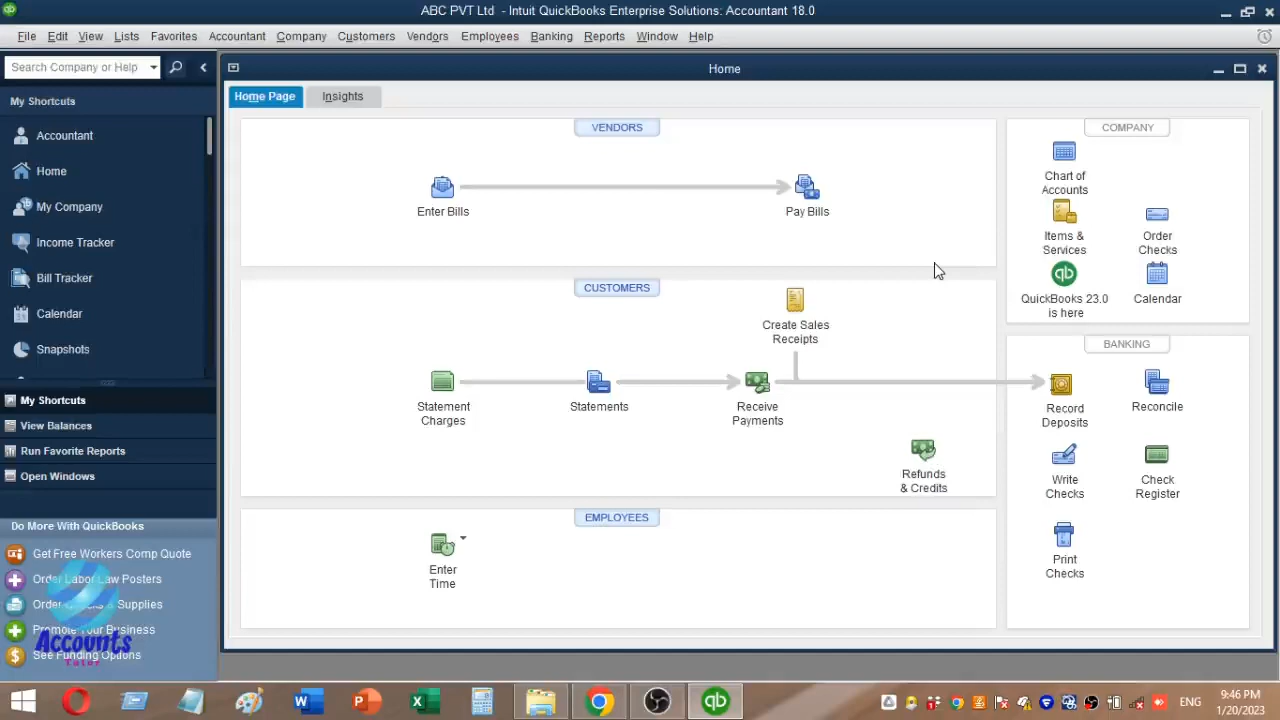 ABC PVT Ltd - Intuit QuickBooks Enterprise Solutions: Accountant 18.0
File Edit View Lists Favorites Accountant Company Customers Vendors Employees Banking Reports Window Help
Search Company or Help
My Shortcuts
Accountant
Home
My Company
Income Tracker
Bill Tracker
Calendar
Snapshots
My Shortcuts
View Balances
Run Favorite Reports
Open Windows
Do More With QuickBooks
Get Free Workers Comp Quote
Order Labor Law Posters
Order Checks & Supplies
Promote Your Business
See Funding Options
Accounts
Tutor
Home
Home Page
Insights
VENDORS
Enter Bills
Pay Bills
CUSTOMERS
Create Sales
Receipts
Statement
Charges
Statements
Receive
Payments
Refunds
& Credits
EMPLOYEES
Enter
Time
COMPANY
Chart of
Accounts
Items &
Services
Order
Checks
QuickBooks 23.0
is here
Calendar
BANKING
Record
Deposits
Reconcile
Write
Checks
Check
Register
Print
Checks
ENG
9:46 PM
1/20/2023